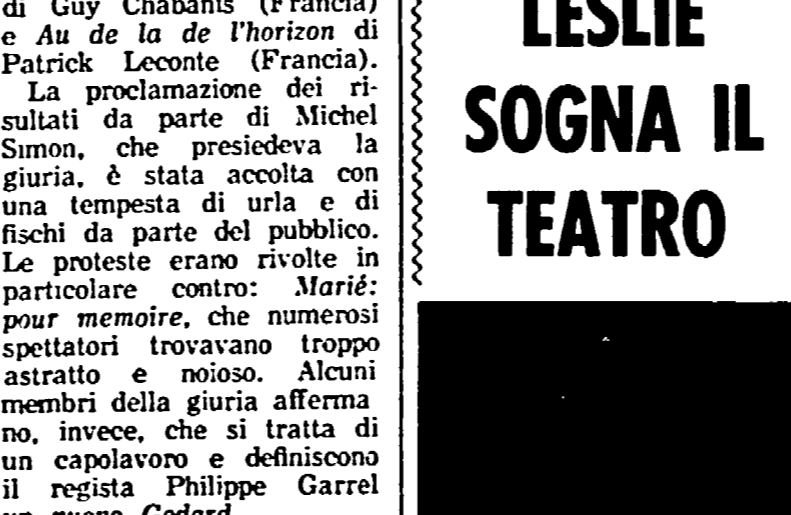 di Guy Chabanis (Francia)
e Au de la de l'horizon di
Patrick Leconte (Francia).
La proclamazione dei ri-
sultati da parte di Michel
Simon, che presiedeva la
giuria, è stata accolta con
una tempesta di urla e di
fischi da parte del pubblico.
Le proteste erano rivolte in
particolare contro: Marié:
pour memoire, che numerosi
spettatori trovavano troppo
astratto e noioso. Alcuni
membri della giuria afferma
no, invece, che si tratta di
un capolavoro e definiscono
il regista Philippe Garrel
un nuovo Godard
LESLIE
SOGNA IL
TEATRO